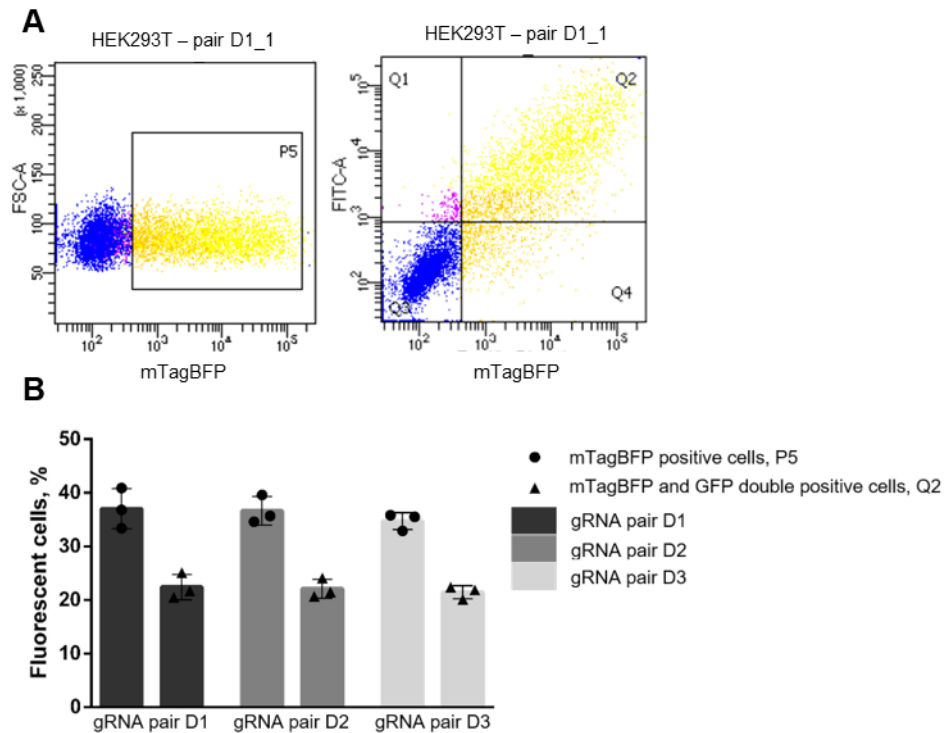 A
HEK293T – pair D1_1
HEK293T – pair D1_1
(x 1,000)
250
200
150
100
50
FSC-A
P5
10² 10³ 10⁴ 10⁵
mTagBFP
Q1
Q2
Q3
Q4
10⁵
10⁴
10³
10²
FITC-A
10² 10³ 10⁴ 10⁵
mTagBFP
B
Fluorescent cells, %
50
40
30
20
10
0
gRNA pair D1 gRNA pair D2 gRNA pair D3
mTagBFP positive cells, P5
mTagBFP and GFP double positive cells, Q2
gRNA pair D1
gRNA pair D2
gRNA pair D3